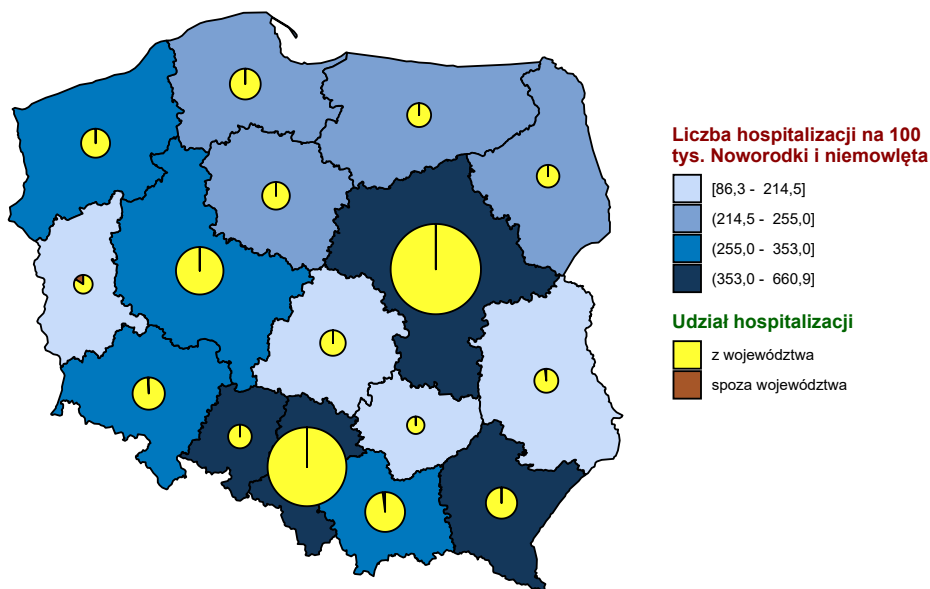 Liczba hospitalizacji na 100
tys. Noworodki i niemowlęta
[86,3 - 214,5]
(214,5 - 255,0]
(255,0 - 353,0]
(353,0 - 660,9]
Udział hospitalizacji
z województwa
spoza województwa